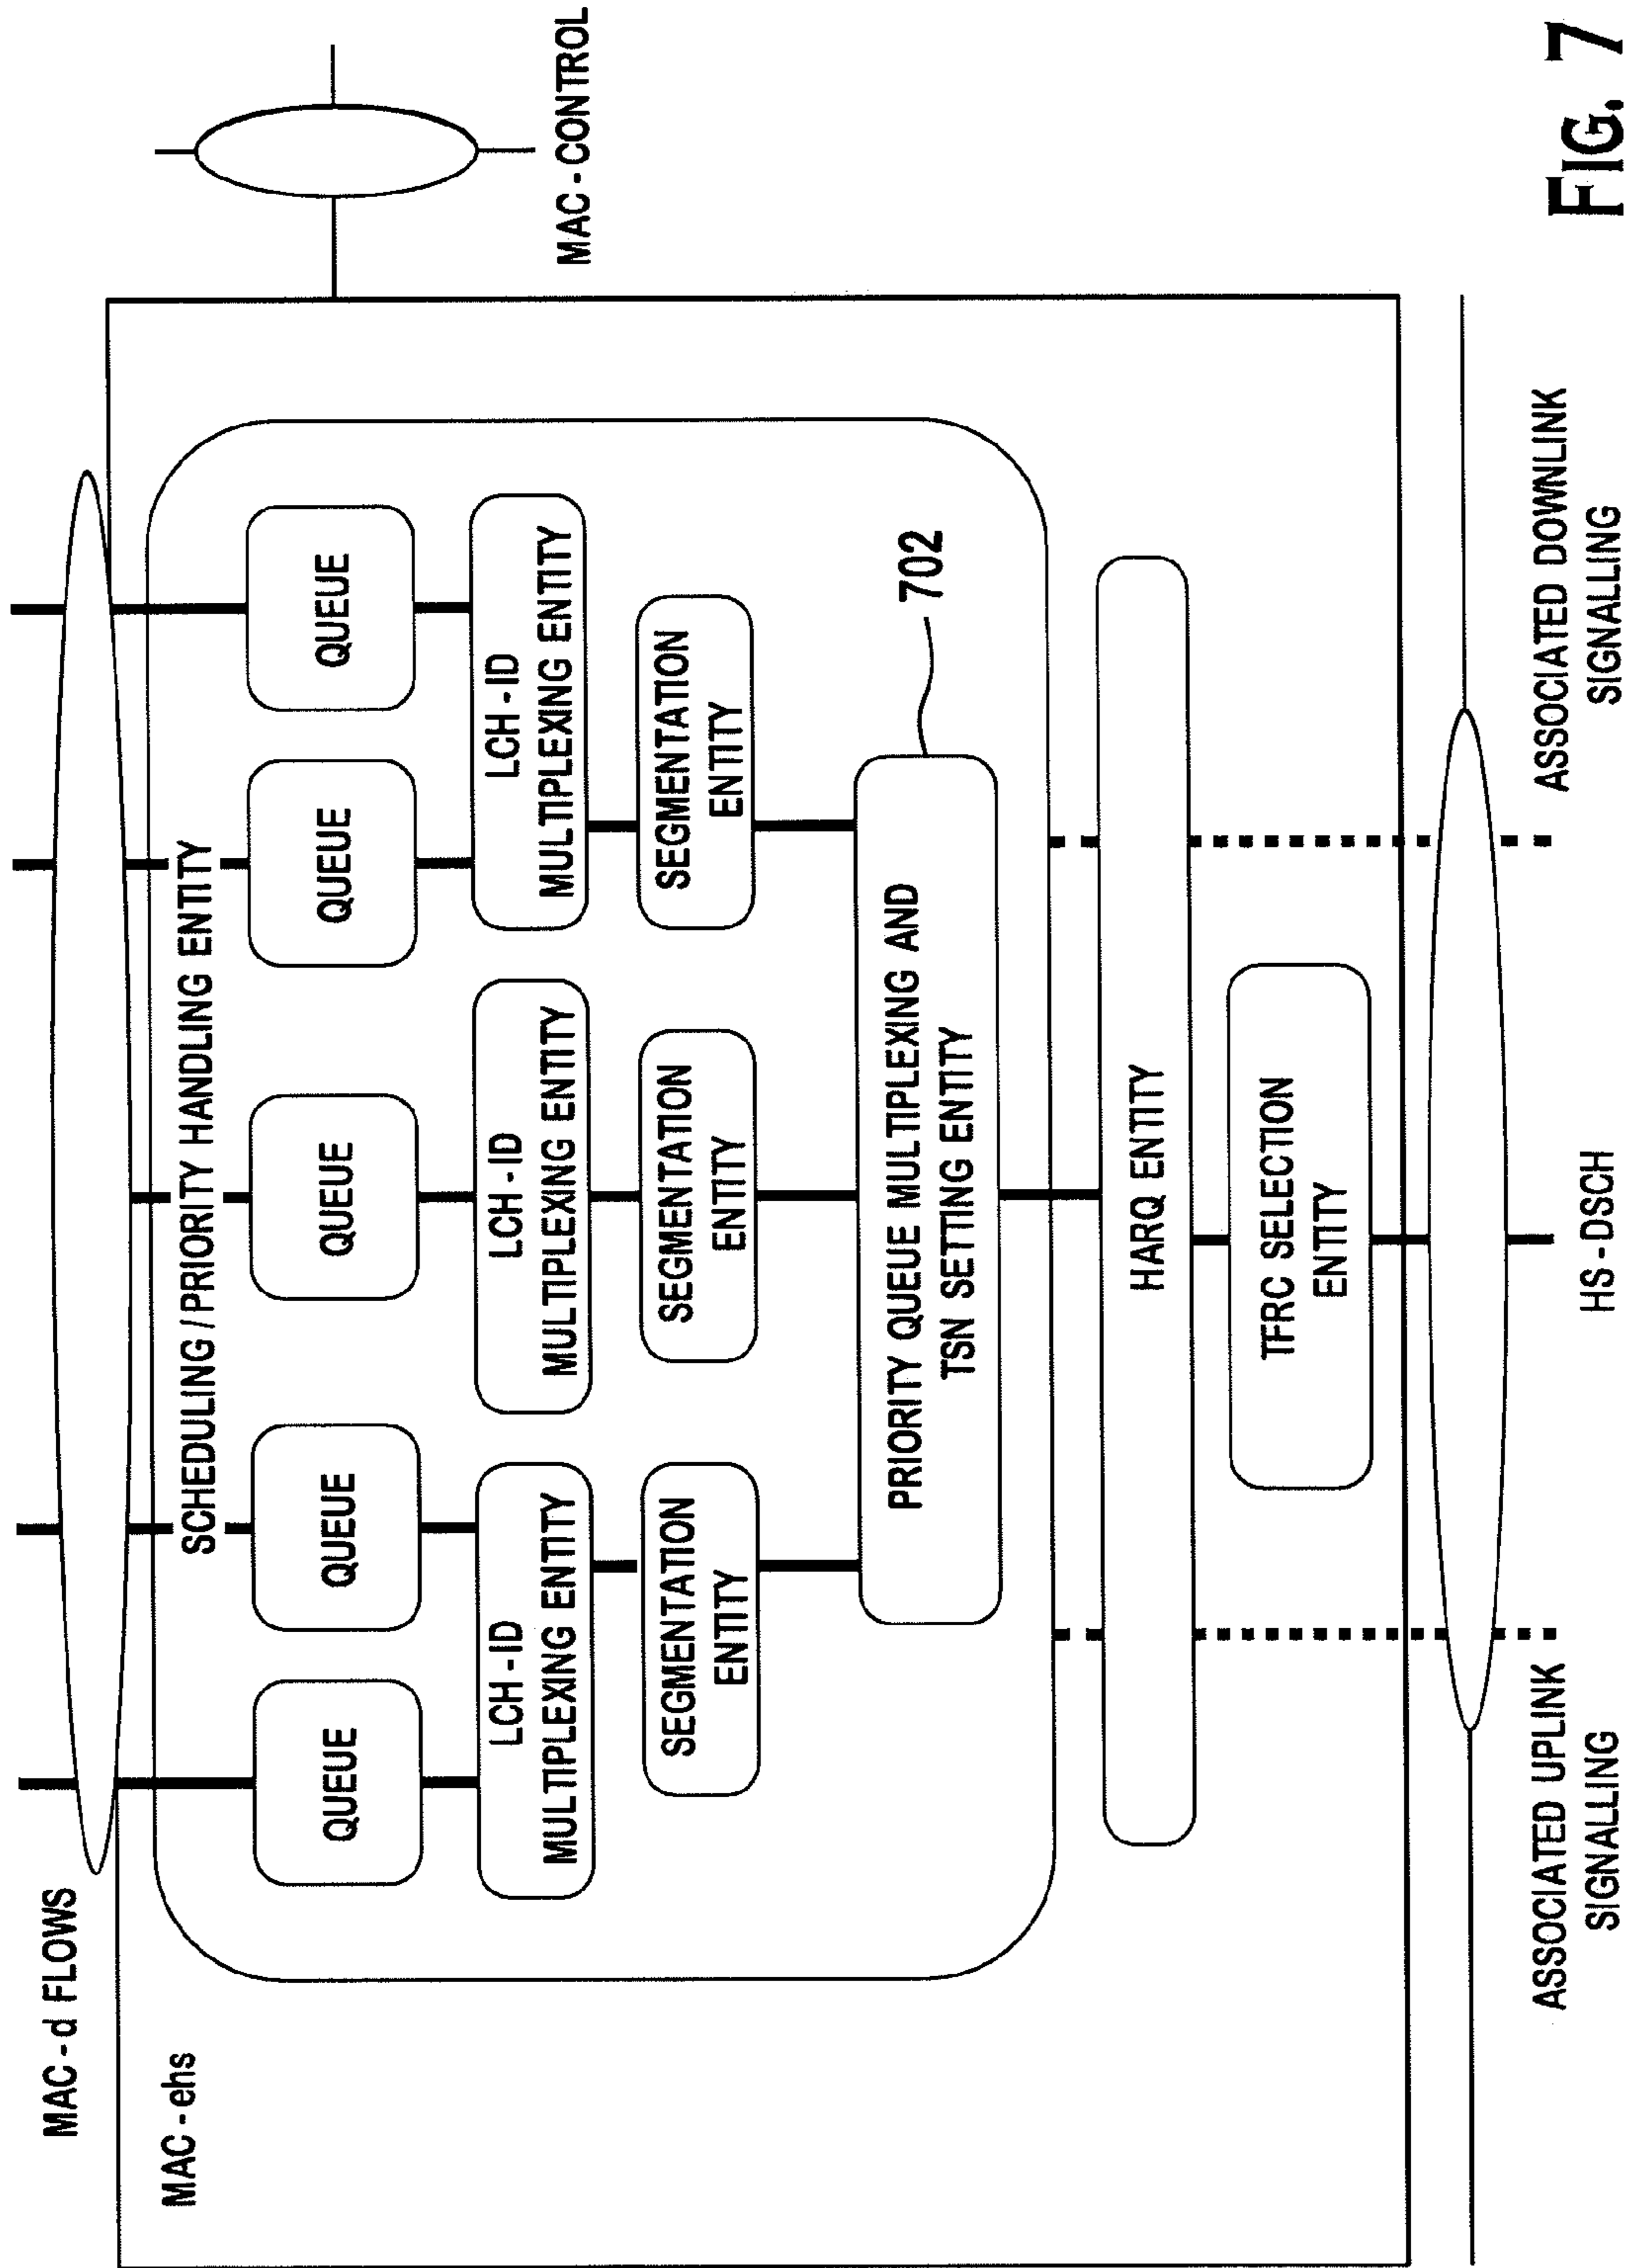 MAC-d FLOWS
MAC-ehs
SCHEDULING/PRIORITY HANDLING ENTITY
QUEUE
QUEUE
QUEUE
QUEUE
QUEUE
MAC-CONTROL
LCH-ID
MULTIPLEXING ENTITY
LCH-ID
MULTIPLEXING ENTITY
LCH-ID
MULTIPLEXING ENTITY
SEGMENTATION
ENTITY
SEGMENTATION
ENTITY
SEGMENTATION
ENTITY
PRIORITY QUEUE MULTIPLEXING AND
TSN SETTING ENTITY
702
HARQ ENTITY
TFRC SELECTION
ENTITY
ASSOCIATED UPLINK
SIGNALLING
HS-DSCH
ASSOCIATED DOWNLINK
SIGNALLING
FIG. 7